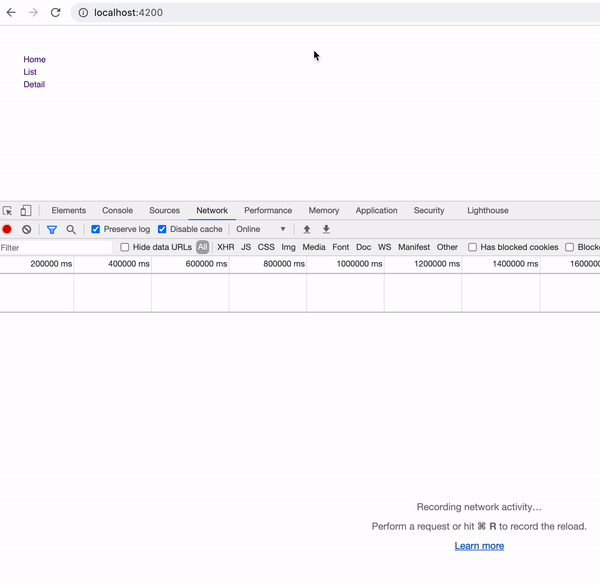 localhost:4200
Home
List
Detail
Elements Console Sources Network Performance Memory Application Security Lighthouse
Preserve log Disable cache Online
Filter Hide data URLs All XHR JS CSS Img Media Font Doc WS Manifest Other Has blocked cookies Blocke
200000 ms 400000 ms 600000 ms 800000 ms 1000000 ms 1200000 ms 1400000 ms 160000
Recording network activity…
Perform a request or hit ⌘ R to record the reload.
Learn more